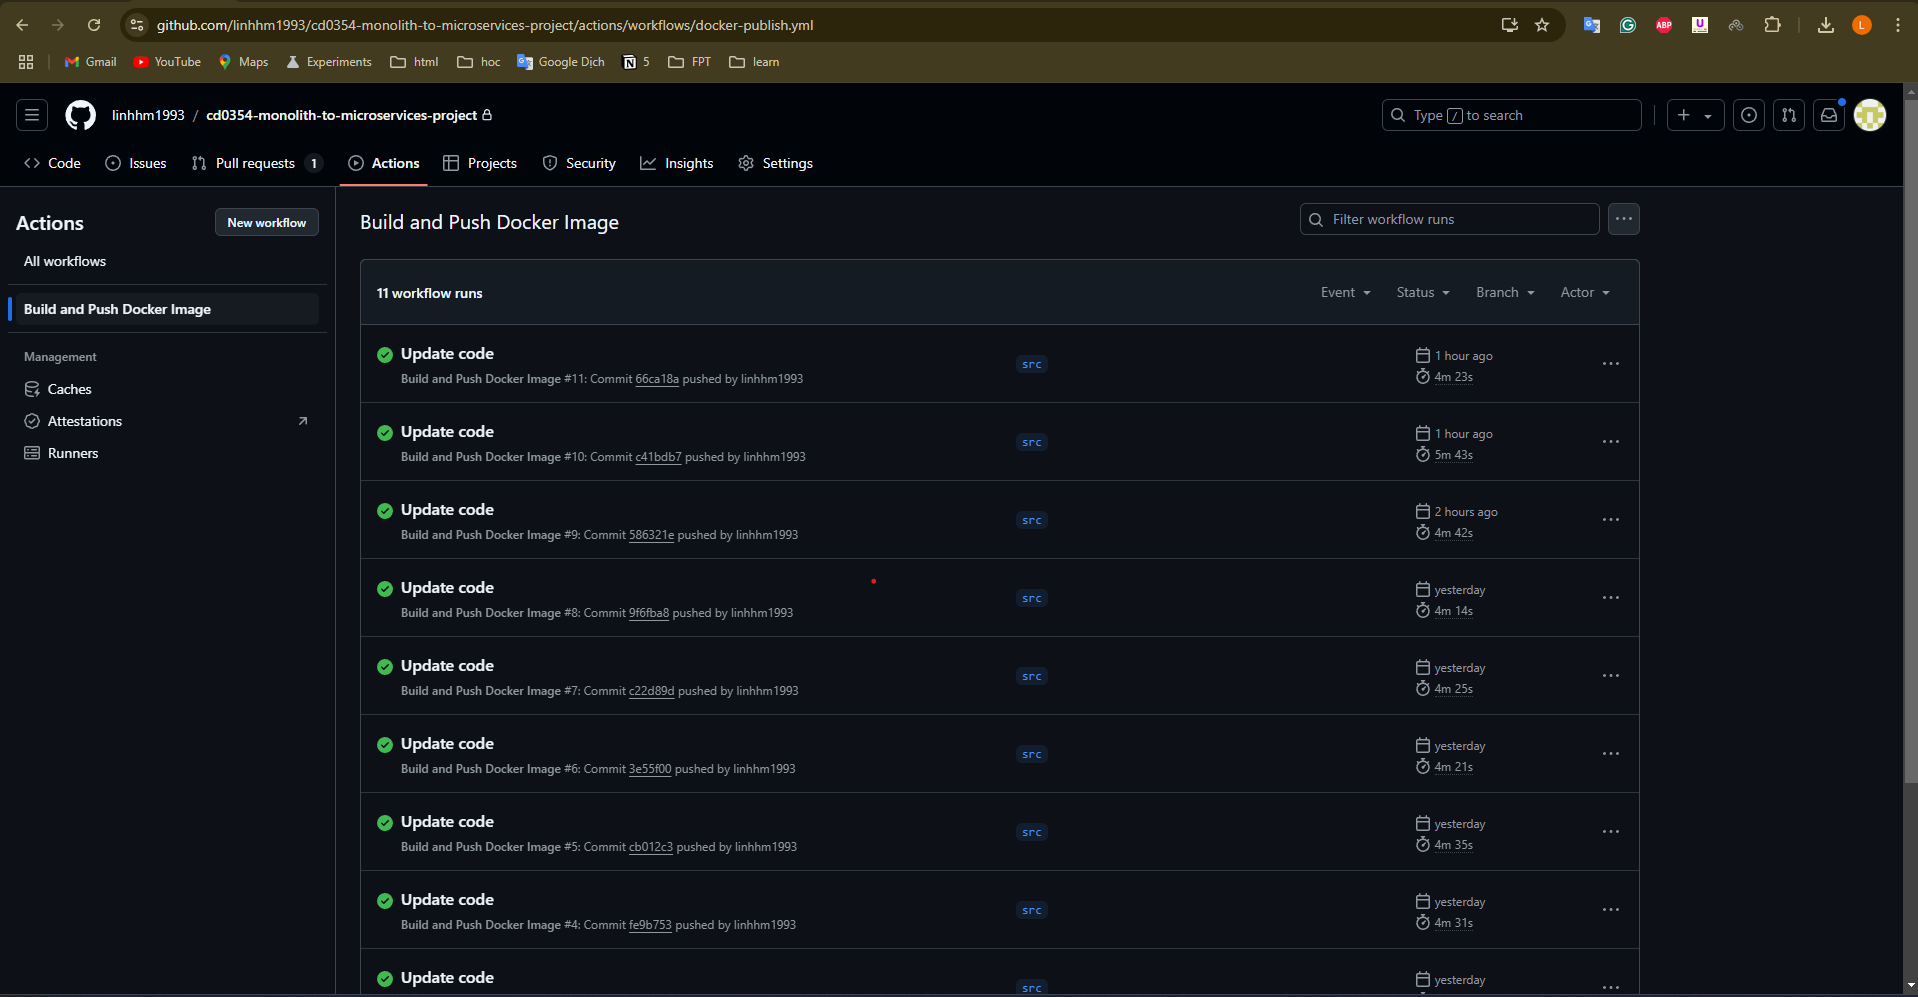 github.com/linhhm1993/cd0354-monolith-to-microservices-project/actions/workflows/docker-publish.yml
Gmail YouTube Maps Experiments html hoc Google Dịch 5 FPT learn
linhhm1993 / cd0354-monolith-to-microservices-project
Type / to search
Code Issues Pull requests 1 Actions Projects Security Insights Settings
Actions
New workflow
All workflows
Build and Push Docker Image
Management
Caches
Attestations
Runners
Build and Push Docker Image
Filter workflow runs
11 workflow runs
Event Status Branch Actor
Update code
Build and Push Docker Image #11: Commit 66ca18a pushed by linhhm1993
src
1 hour ago
4m 23s
Update code
Build and Push Docker Image #10: Commit c41bdb7 pushed by linhhm1993
src
1 hour ago
5m 43s
Update code
Build and Push Docker Image #9: Commit 586321e pushed by linhhm1993
src
2 hours ago
4m 42s
Update code
Build and Push Docker Image #8: Commit 9f6fba8 pushed by linhhm1993
src
yesterday
4m 14s
Update code
Build and Push Docker Image #7: Commit c22d89d pushed by linhhm1993
src
yesterday
4m 25s
Update code
Build and Push Docker Image #6: Commit 3e55f00 pushed by linhhm1993
src
yesterday
4m 21s
Update code
Build and Push Docker Image #5: Commit cb012c3 pushed by linhhm1993
src
yesterday
4m 35s
Update code
Build and Push Docker Image #4: Commit fe9b753 pushed by linhhm1993
src
yesterday
4m 31s
Update code
src
yesterday